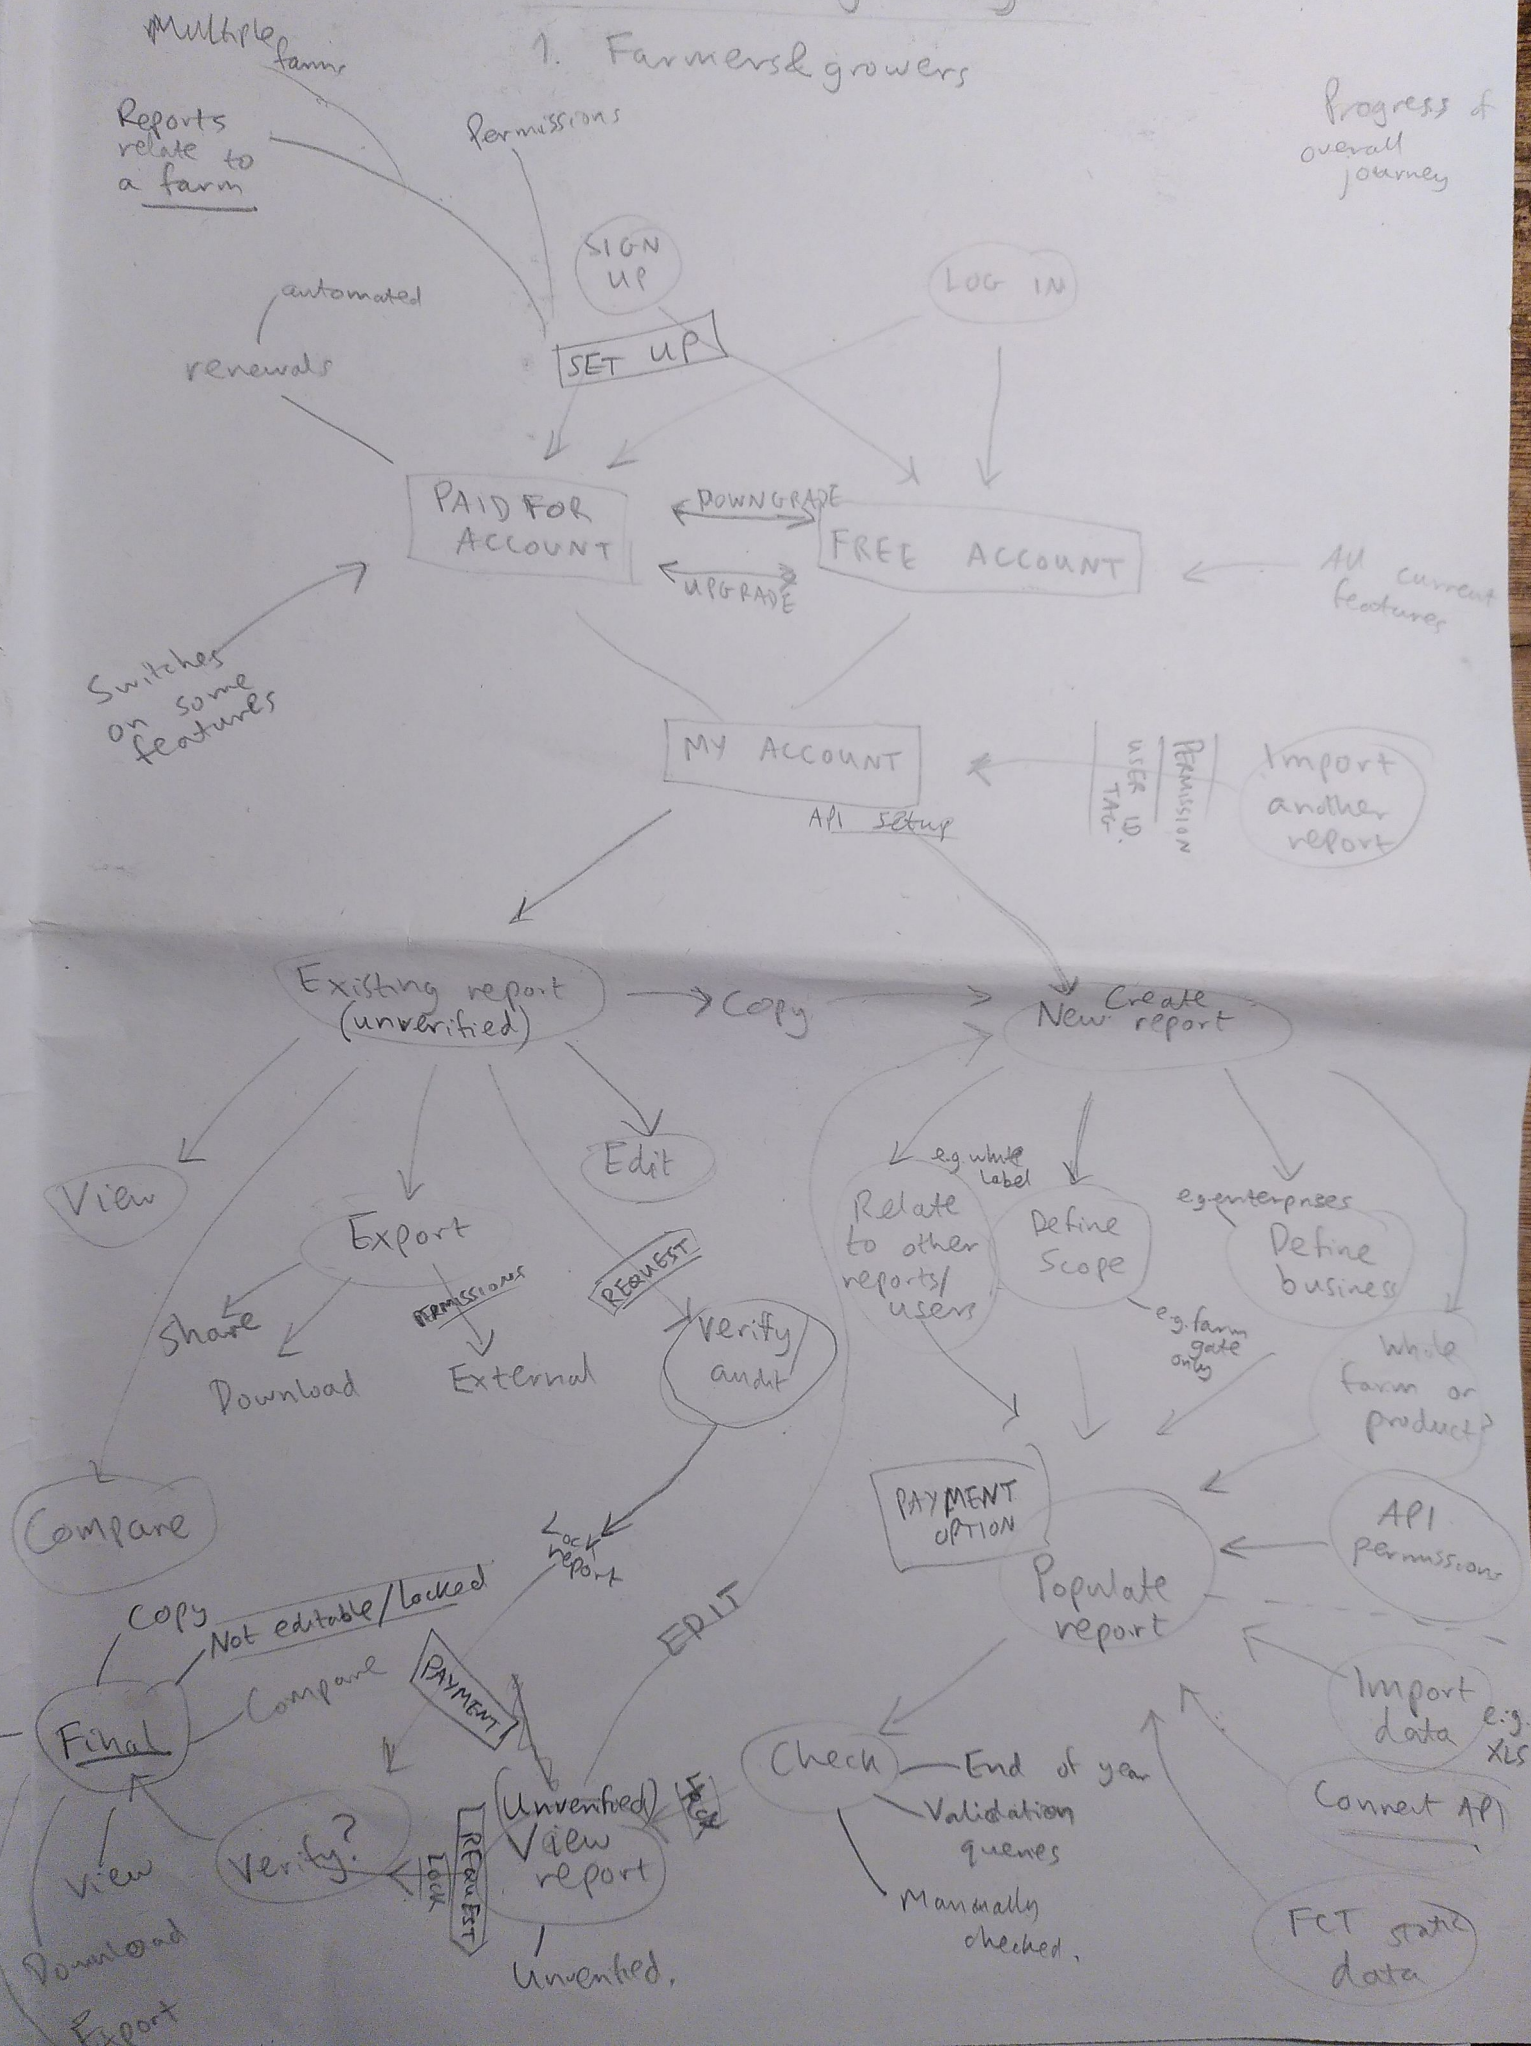 1. Farmers & growers
Multiple
farms
Reports
relate to
a farm
Permissions
Progress of
overall
journey
SIGN
UP
LOG IN
automated
renewals
SET UP
PAID FOR
ACCOUNT
DOWNGRADE
UPGRADE
FREE ACCOUNT
All current
features
Switches
on some
features
MY ACCOUNT
API setup
USER ID
TAG.
PERMISSION
Import
another
report
Existing report
(unverified)
Copy
Create
New report
View
Export
Edit
Share
Download
PERMISSIONS
External
REQUEST
Verify
audit
Compare
e.g. white
label
Relate
to other
reports/
users
Define
Scope
e.g. farm
gate
only
e.g. enterprises
Define
business
Whole
farm or
product?
PAYMENT
OPTION
Populate
report
API
permissions
Import
data
e.g.
XLS
Connect API
FCT static
data
Loc
report
EDIT
Copy
Not editable/Locked
Compare
Final
View
Download
Export
PAYMENT
Verify?
LOCK
REQUEST
(Unverified)
View
report
Unverified.
Check
End of year
Validation
queries
Manually
checked.